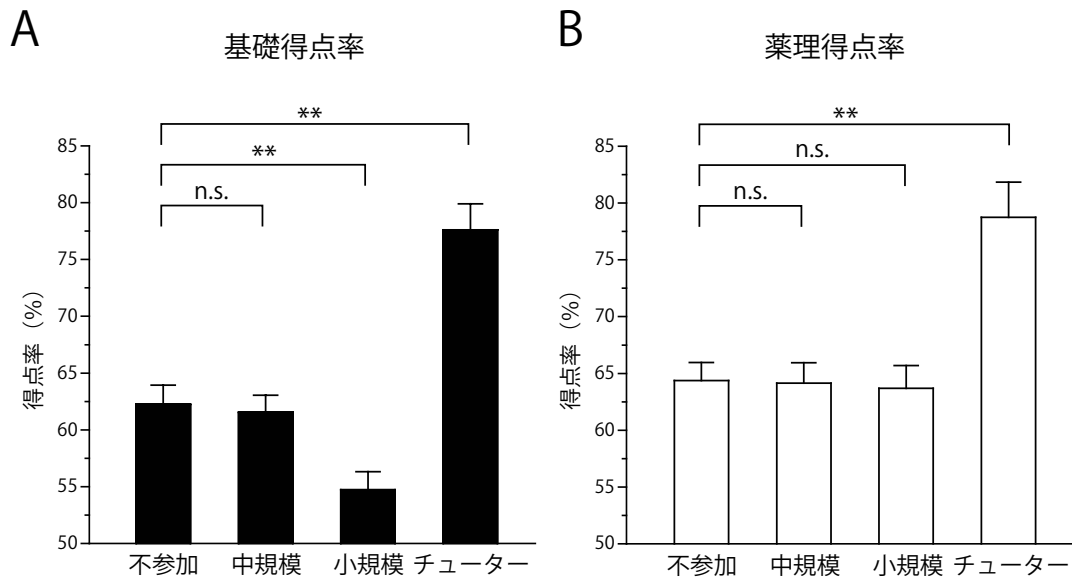 A
基礎得点率
**
**
n.s.
85
80
75
70
65
60
55
50
得点率（%）
不参加 中規模 小規模 チューター
B
薬理得点率
**
n.s.
n.s.
85
80
75
70
65
60
55
50
得点率（%）
不参加 中規模 小規模 チューター